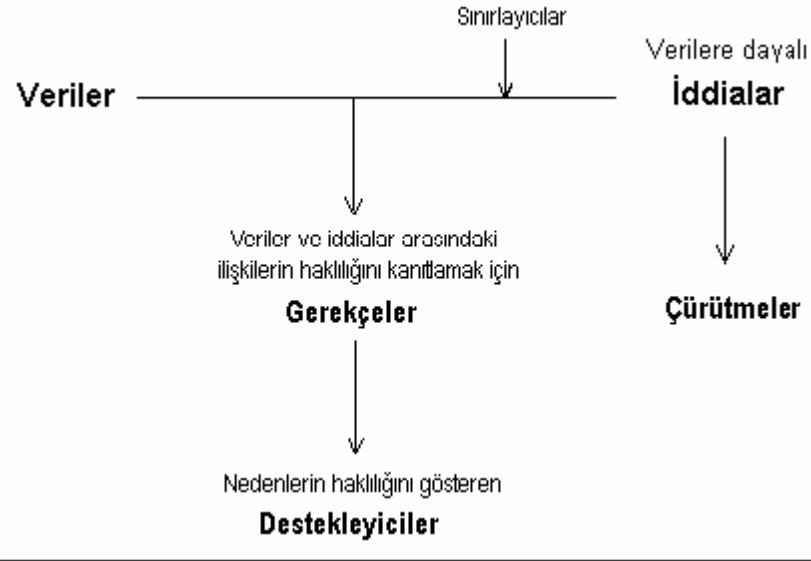 Sınırlayıcılar
Verilere dayalı
Veriler
İddialar
Veriler ve iddialar arasındaki
ilişkilerin haklılığını kanıtlamak için
Gerekçeler
Çürütmeler
Nedenlerin haklılığını gösteren
Destekleyiciler